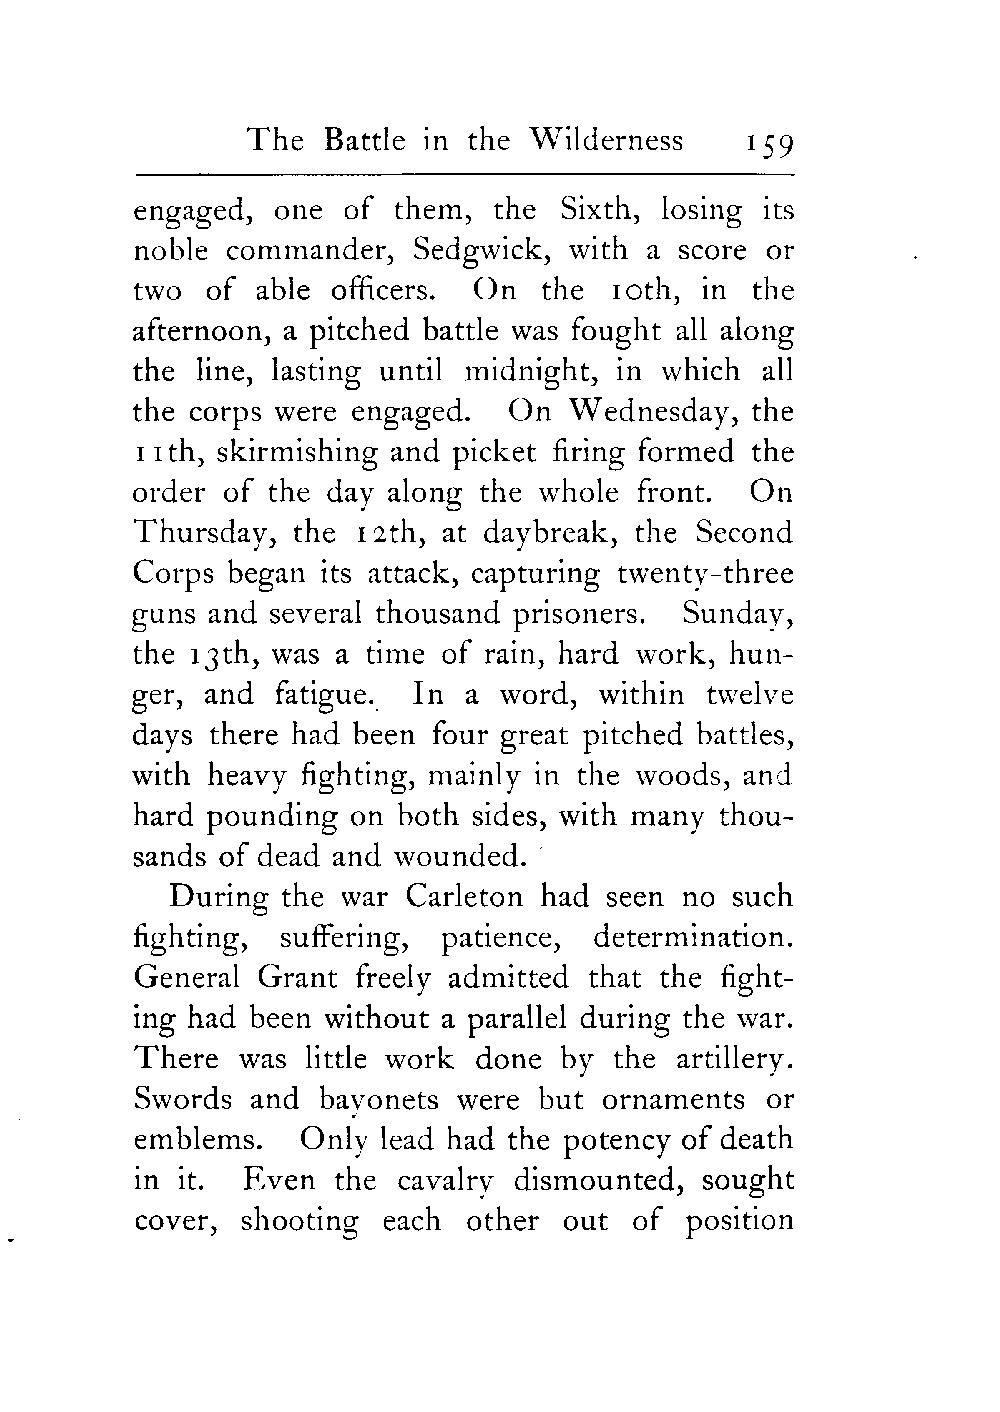 The Battle in the Wilderness 159
engaged, one of them, the Sixth, losing its
noble commander, Sedgwick, with a score or
two of able officers. On the 10th, in the
afternoon, a pitched battle was fought all along
the line, lasting until midnight, in which all
the corps were engaged. On Wednesday, the
11th, skirmishing and picket firing formed the
order of the day along the whole front. On
Thursday, the 12th, at daybreak, the Second
Corps began its attack, capturing twenty-three
guns and several thousand prisoners. Sunday,
the 13th, was a time of rain, hard work, hun-
ger, and fatigue. In a word, within twelve
days there had been four great pitched battles,
with heavy fighting, mainly in the woods, and
hard pounding on both sides, with many thou-
sands of dead and wounded.
During the war Carleton had seen no such
fighting, suffering, patience, determination.
General Grant freely admitted that the fight-
ing had been without a parallel during the war.
There was little work done by the artillery.
Swords and bayonets were but ornaments or
emblems. Only lead had the potency of death
in it. Even the cavalry dismounted, sought
cover, shooting each other out of position